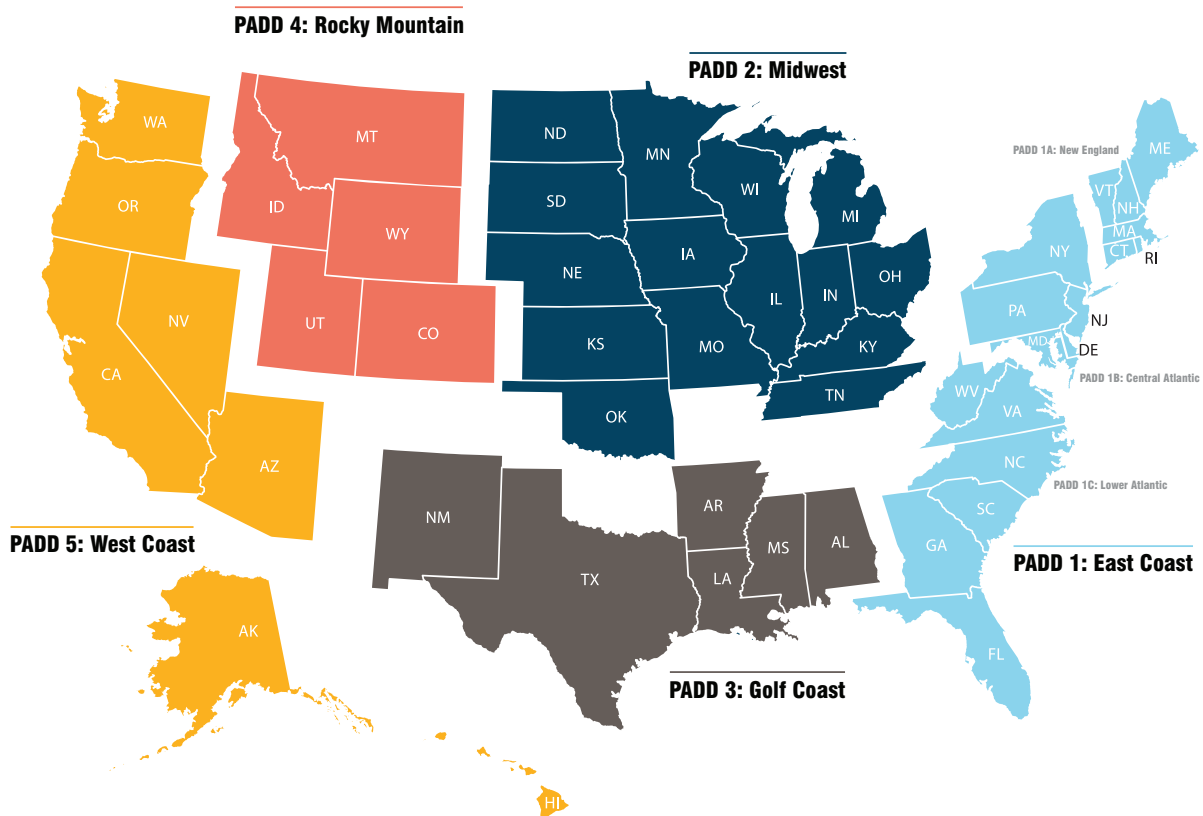 PADD 4: Rocky Mountain
PADD 2: Midwest
WA
MT
ND
MN
PADD 1A: New England
ME
OR
ID
SD
WI
MI
VT
NH
WY
MA
NY
CT
RI
NE
IA
OH
NV
UT
CO
IL
IN
PA
NJ
KS
MO
KY
MD
DE
CA
PADD 1B: Central Atlantic
TN
WV
VA
OK
AZ
NC
PADD 1C: Lower Atlantic
NM
AR
SC
PADD 5: West Coast
MS
AL
GA
PADD 1: East Coast
TX
LA
AK
FL
PADD 3: Golf Coast
HI